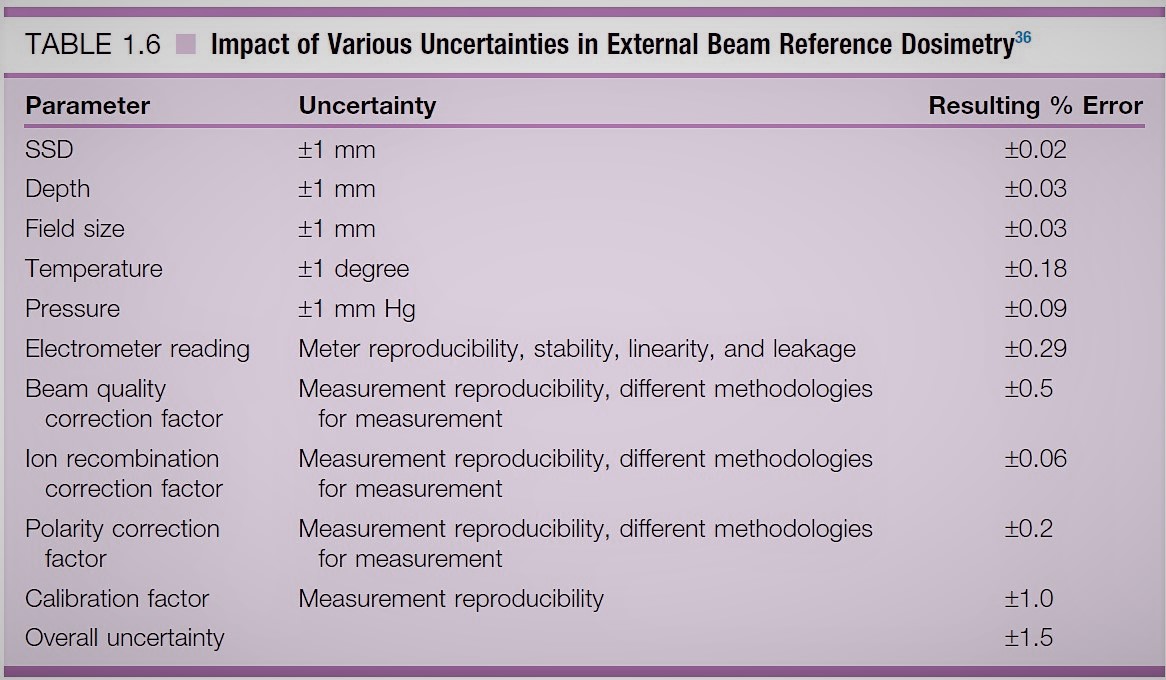 TABLE 1.6 Impact of Various Uncertainties in External Beam Reference Dosimetry36
Parameter Uncertainty Resulting % Error
SSD ±1 mm ±0.02
Depth ±1 mm ±0.03
Field size ±1 mm ±0.03
Temperature ±1 degree ±0.18
Pressure ±1 mm Hg ±0.09
Electrometer reading Meter reproducibility, stability, linearity, and leakage ±0.29
Beam quality Measurement reproducibility, different methodologies ±0.5
correction factor for measurement
Ion recombination Measurement reproducibility, different methodologies ±0.06
correction factor for measurement
Polarity correction Measurement reproducibility, different methodologies ±0.2
factor for measurement
Calibration factor Measurement reproducibility ±1.0
Overall uncertainty ±1.5